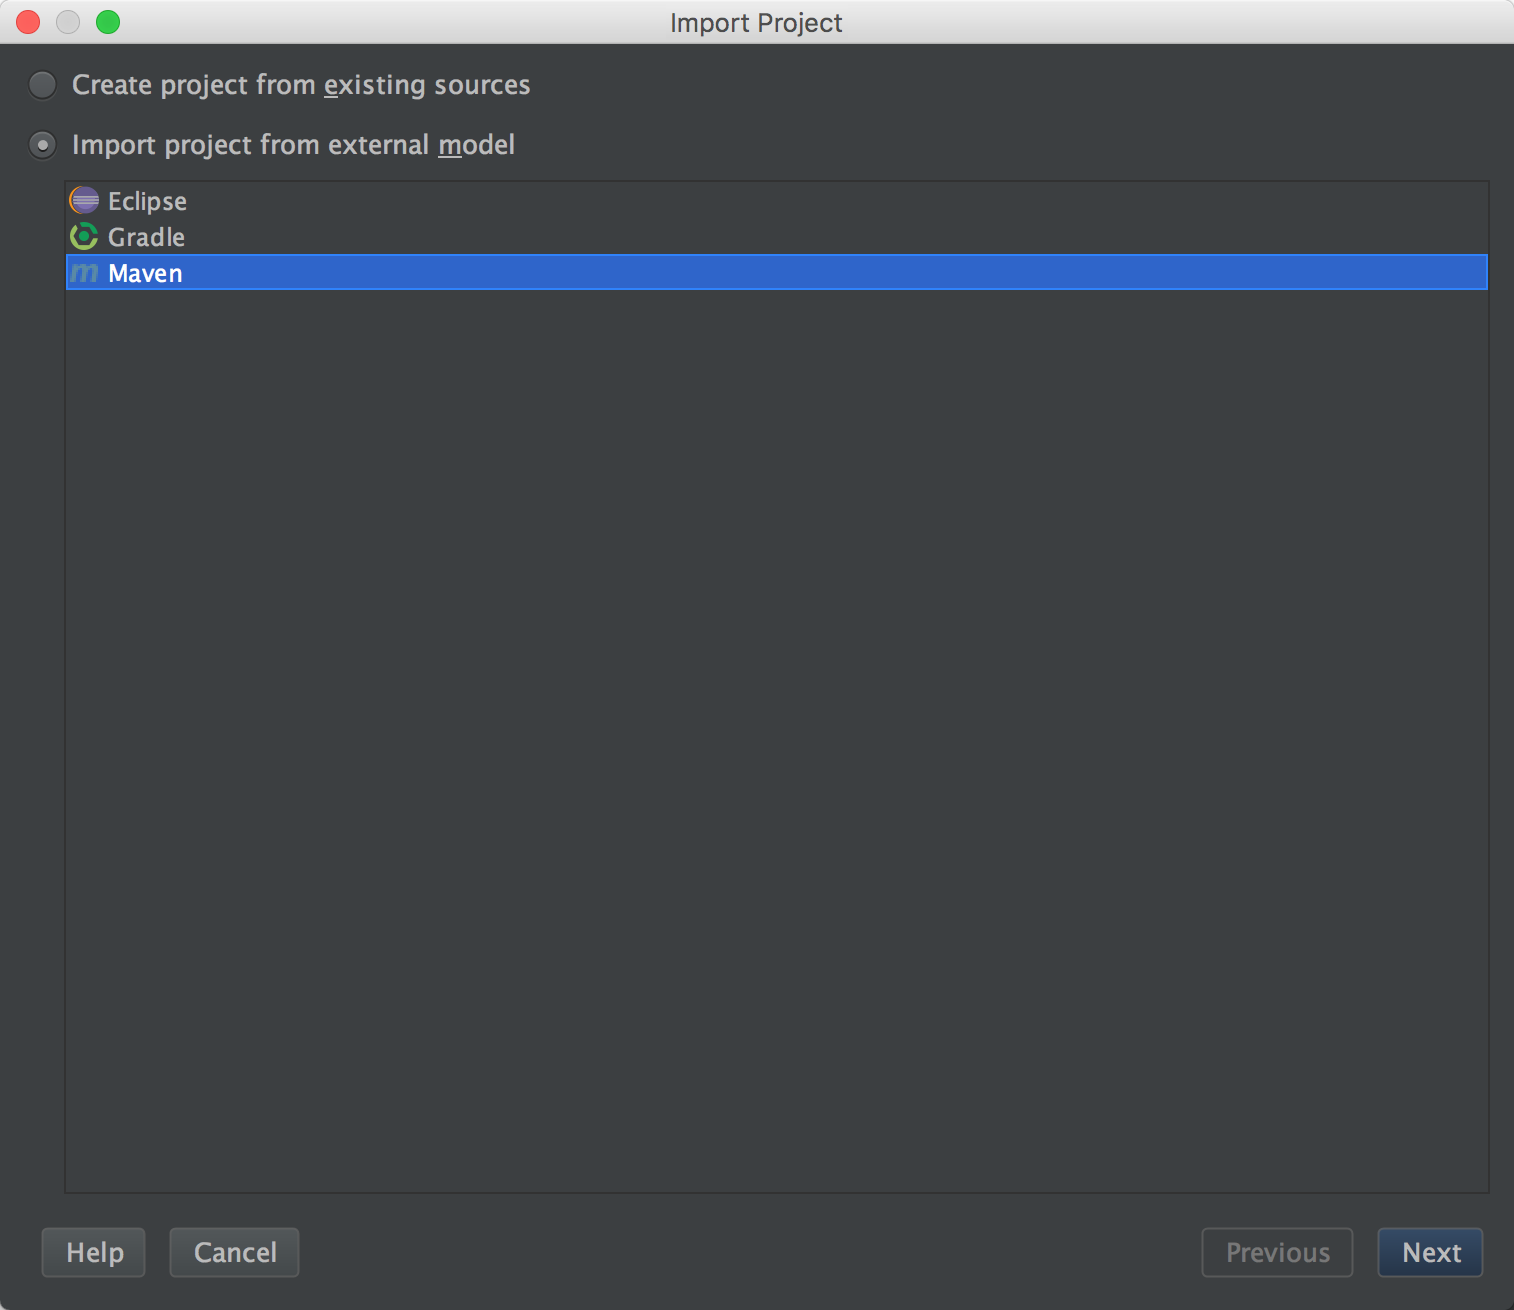 Import Project
Create project from existing sources
Import project from external model
Eclipse
Gradle
m Maven
Help Cancel Previous Next